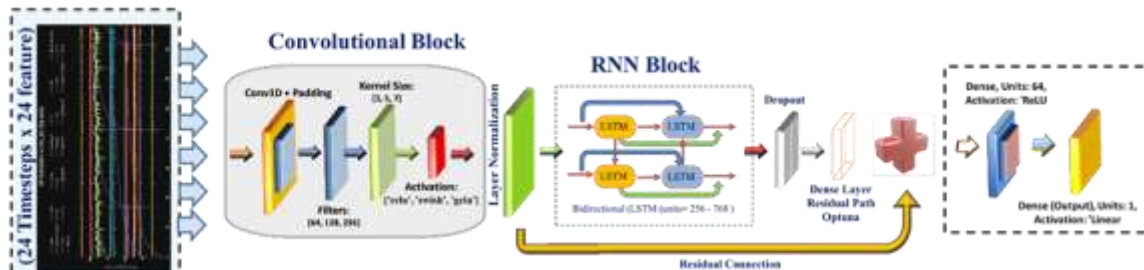 (24 Timesteps x 24 feature)
Convolutional Block
Conv1D + Padding
Kernel Size:
[3, 5, 7]
Filters:
[64, 128, 256]
Activation:
['relu', 'swish', 'gelu']
Layer Normalization
RNN Block
LSTM
LSTM
LSTM
LSTM
Bidirectional (LSTM (units= 256 - 768 )
Dropout
Dense Layer
Residual Path
Optuna
Residual Connection
Dense, Units: 64,
Activation: 'ReLU
Dense (Output), Units: 1,
Activation: 'Linear